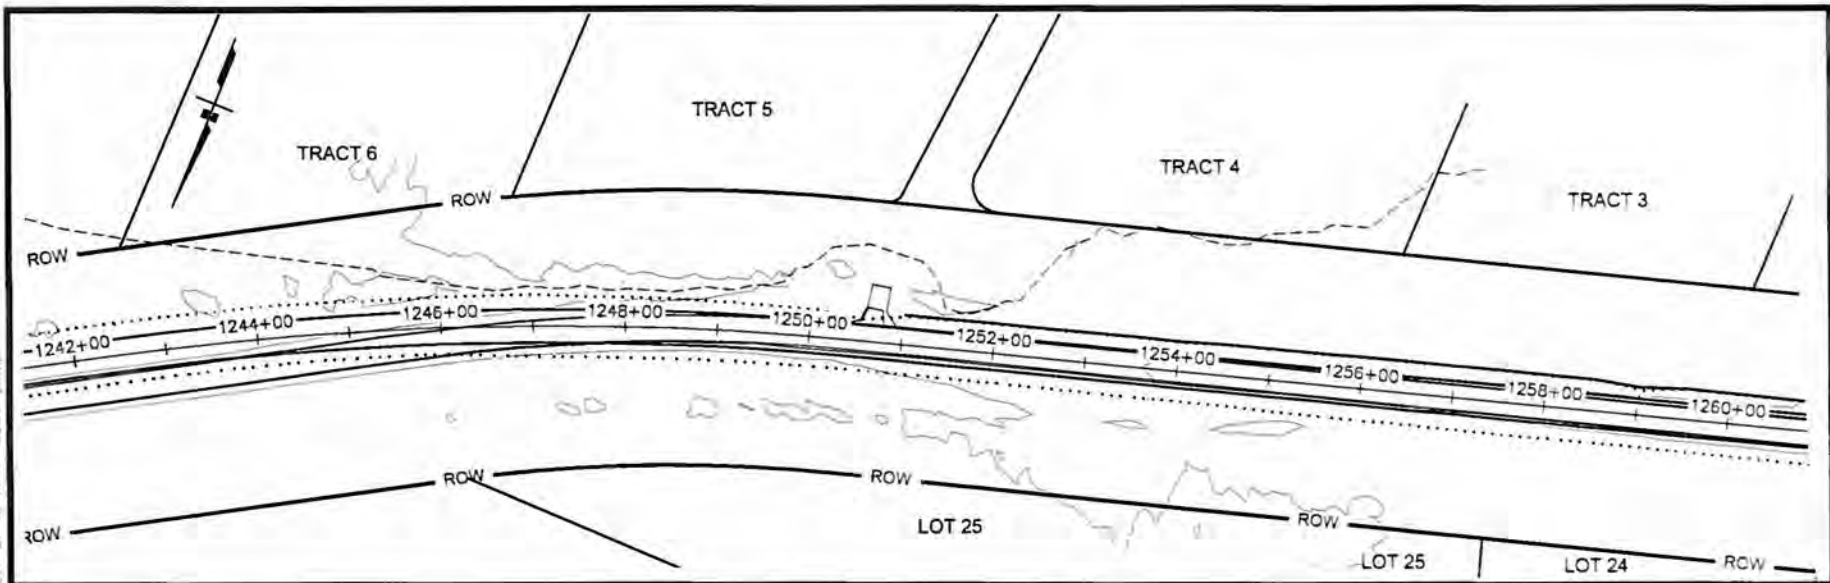 TRACT 5
TRACT 6
TRACT 4
TRACT 3
ROW
ROW
1242+00
1244+00
1246+00
1248+00
1250+00
1252+00
1254+00
1256+00
1258+00
1260+00
ROW
ROW
ROW
ROW
ROW
LOT 25
LOT 25
LOT 24